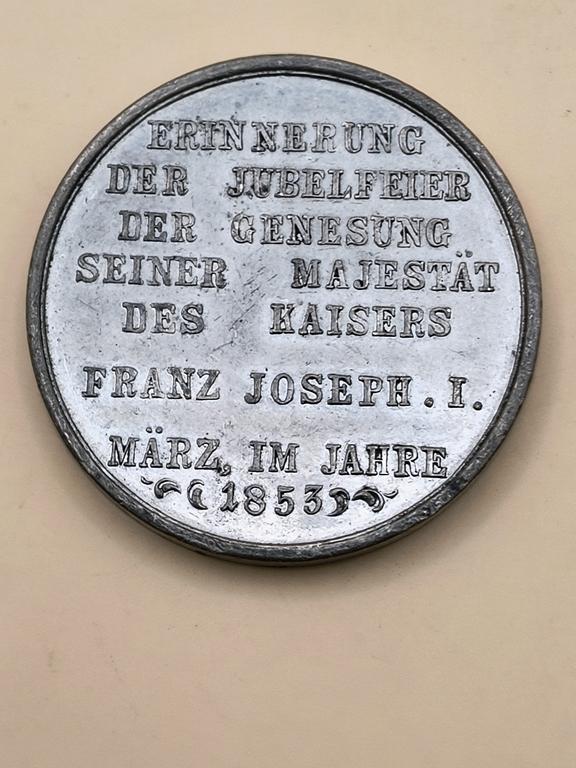 ERINNERUNG
DER JUBELFEIER
DER GENESUNG
SEINER MAJESTÄT
DES KAISERS
FRANZ JOSEPH . I.
MÄRZ, IM JAHRE
1853